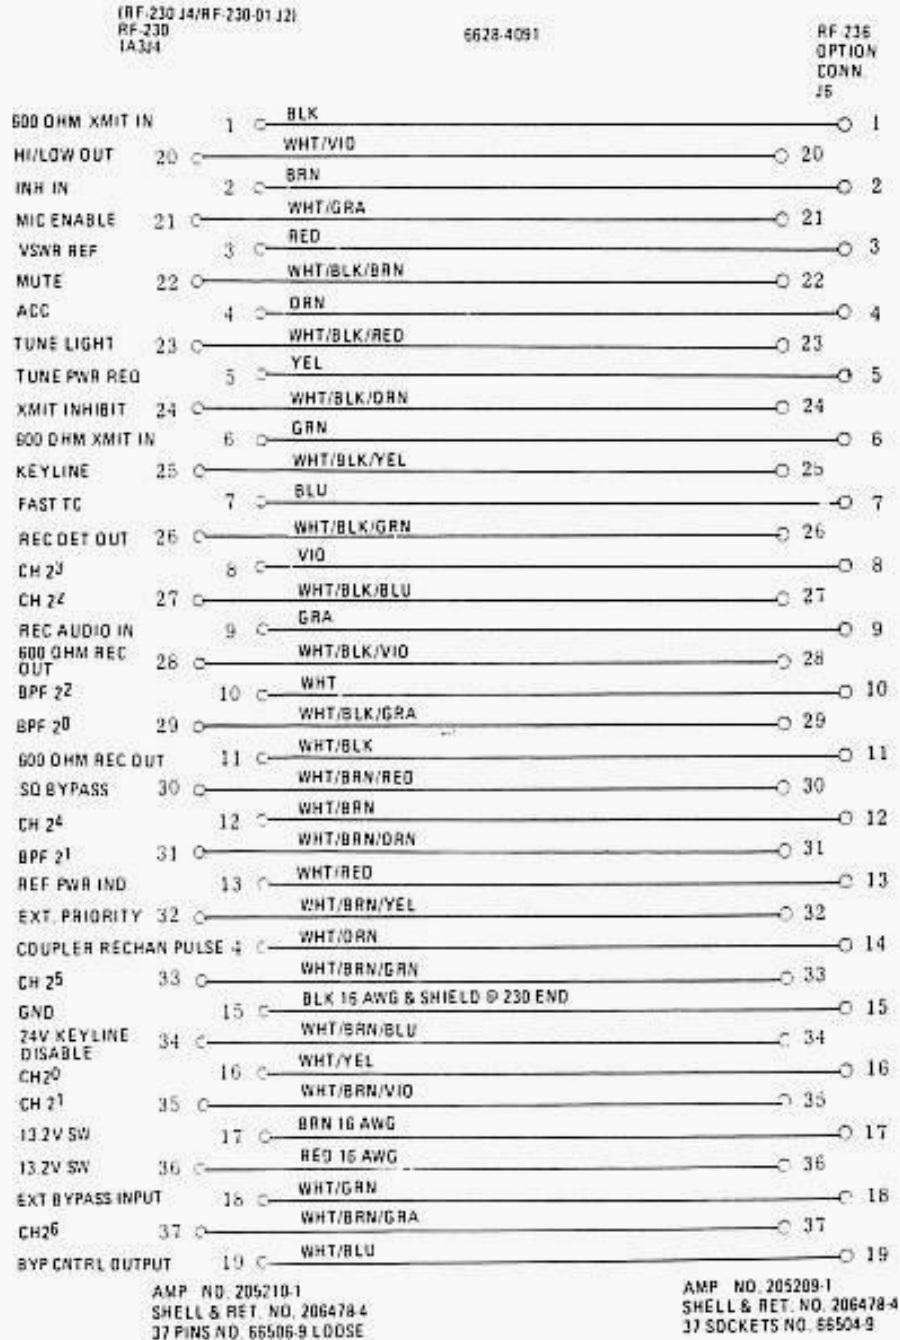 (RF-230 J4/RF-230-01 J2)
RF-230
1A3J4
6628-4091
RF 236
OPTION
CONN.
J6
600 OHM XMIT IN 1 BLK 1
HI/LOW OUT 20 WHT/VIO 20
INH IN 2 BRN 2
MIC ENABLE 21 WHT/GRA 21
VSWR REF 3 RED 3
MUTE 22 WHT/BLK/BRN 22
ACC 4 ORN 4
TUNE LIGHT 23 WHT/BLK/RED 23
TUNE PWR REQ 5 YEL 5
XMIT INHIBIT 24 WHT/BLK/ORN 24
600 OHM XMIT IN 6 GRN 6
KEYLINE 25 WHT/BLK/YEL 25
FAST TC 7 BLU 7
REC DET OUT 26 WHT/BLK/GRN 26
CH 2³ 8 VIO 8
CH 2² 27 WHT/BLK/BLU 27
REC AUDIO IN 9 GRA 9
600 OHM REC
OUT 28 WHT/BLK/VIO 28
BPF 2² 10 WHT 10
BPF 2⁰ 29 WHT/BLK/GRA 29
600 OHM REC OUT 11 WHT/BLK 11
SQ BYPASS 30 WHT/BRN/RED 30
CH 2⁴ 12 WHT/BRN 12
BPF 2¹ 31 WHT/BRN/ORN 31
REF PWR IND 13 WHT/RED 13
EXT. PRIORITY 32 WHT/BRN/YEL 32
COUPLER RECHAN PULSE 4 WHT/ORN 14
CH 2⁵ 33 WHT/BRN/GRN 33
GND 15 BLK 16 AWG & SHIELD @ 230 END 15
24V KEYLINE
DISABLE 34 WHT/BRN/BLU 34
CH2⁰ 16 WHT/YEL 16
CH 2¹ 35 WHT/BRN/VIO 35
13.2V SW 17 BRN 16 AWG 17
13.2V SW 36 RED 16 AWG 36
EXT BYPASS INPUT 18 WHT/GRN 18
CH2⁶ 37 WHT/BRN/GRA 37
BYP CNTRL OUTPUT 19 WHT/BLU 19
AMP NO. 205210-1
SHELL & RET. NO. 206478-4
37 PINS NO. 66506-9 LOOSE
AMP NO. 205209-1
SHELL & RET. NO. 206478-4
37 SOCKETS NO. 66504-9